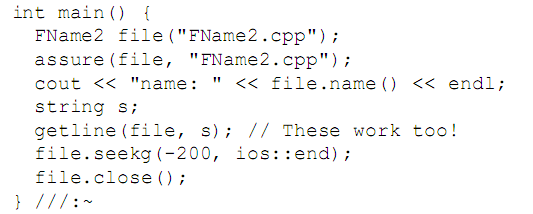 int main() {
  FName2 file("FName2.cpp");
  assure(file, "FName2.cpp");
  cout << "name: " << file.name() << endl;
  string s;
  getline(file, s); // These work too!
  file.seekg(-200, ios::end);
  file.close();
} ///:~